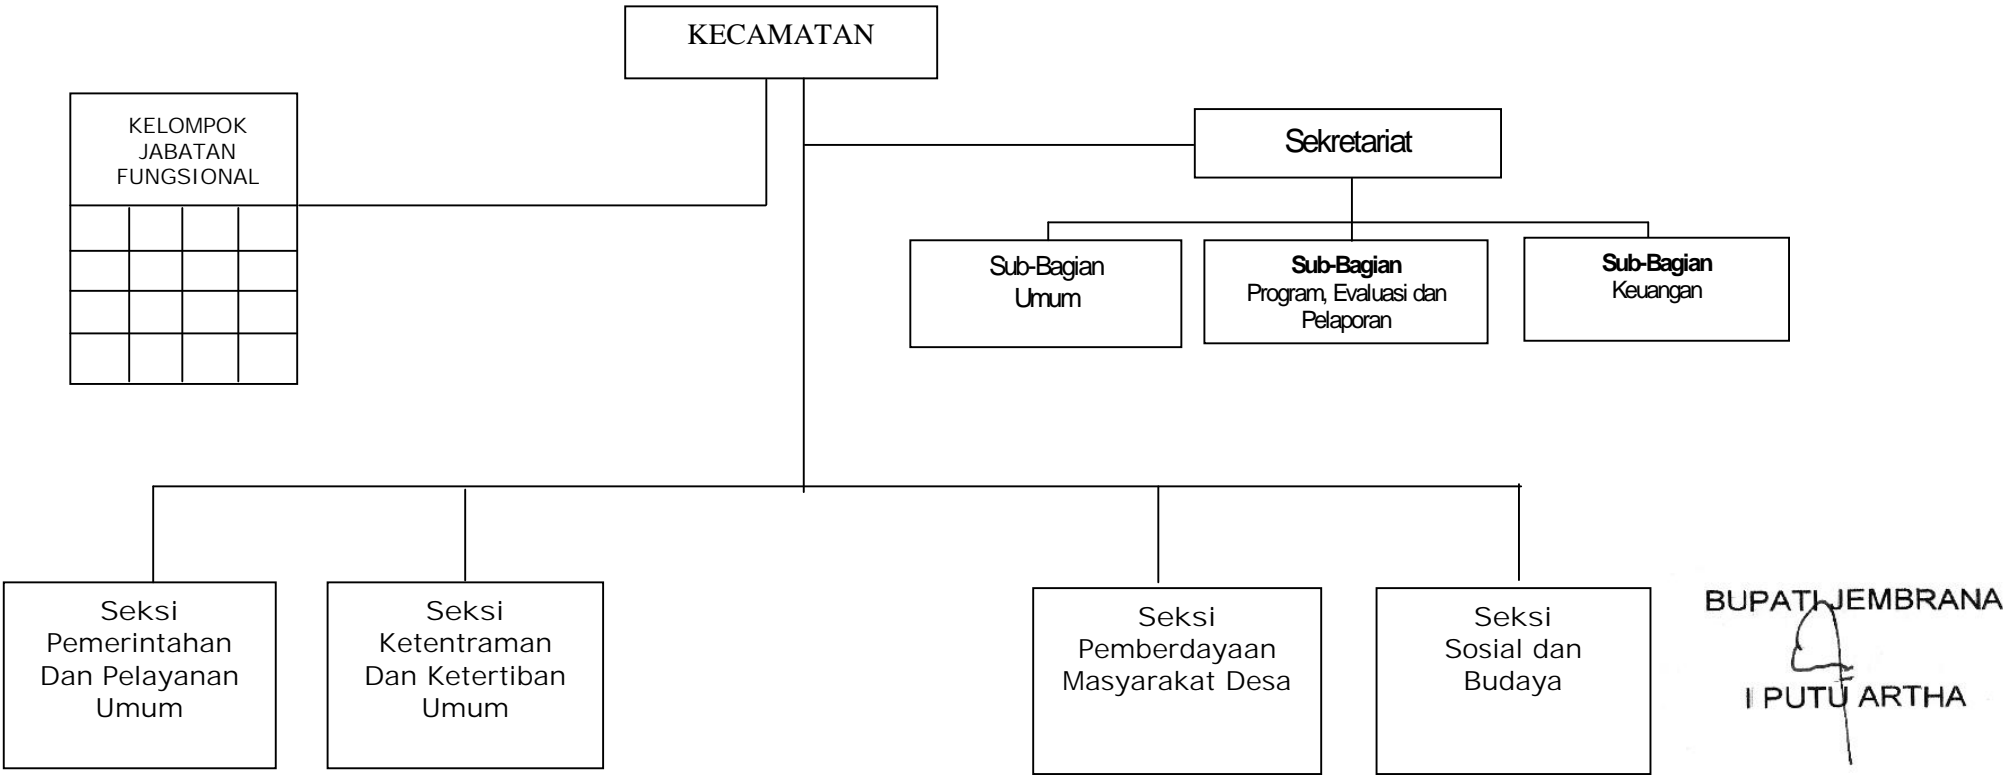 KECAMATAN
KELOMPOK
JABATAN
FUNGSIONAL
Sekretariat
Sub-Bagian
Umum
Sub-Bagian
Program, Evaluasi dan
Pelaporan
Sub-Bagian
Keuangan
Seksi
Pemerintahan
Dan Pelayanan
Umum
Seksi
Ketentraman
Dan Ketertiban
Umum
Seksi
Pemberdayaan
Masyarakat Desa
Seksi
Sosial dan
Budaya
BUPATI JEMBRANA
I PUTU ARTHA